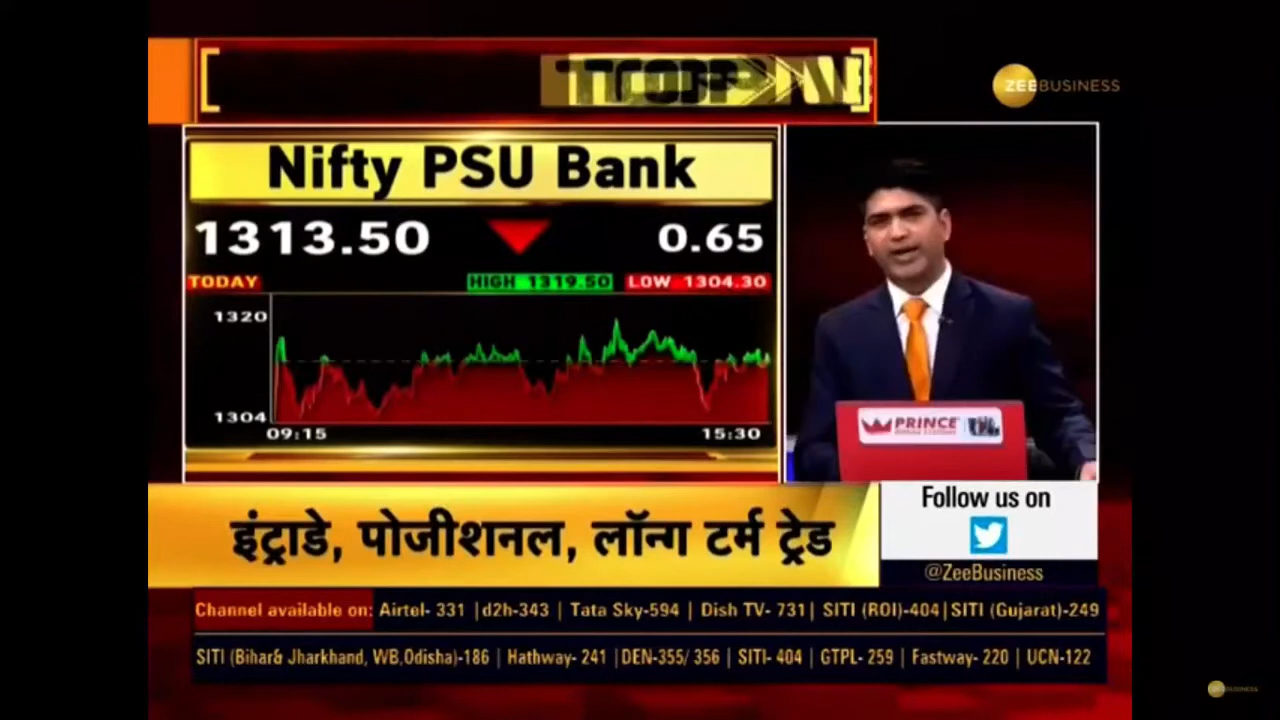 ZEEBUSINESS
Nifty PSU Bank
1313.50 0.65
TODAY HIGH 1319.50 LOW 1304.30
1320
1304
09:15 15:30
PRINCE
इंट्राडे, पोजीशनल, लॉन्ग टर्म ट्रेड
Follow us on
@ZeeBusiness
Channel available on: Airtel- 331 |d2h-343 | Tata Sky-594 | Dish TV- 731| SITI (ROI)-404|SITI (Gujarat)-249
SITI (Bihar& Jharkhand, WB,Odisha)-186 | Hathway- 241 |DEN-355/ 356 | SITI- 404 | GTPL- 259 | Fastway- 220 | UCN-122
ZEEBUSINESS